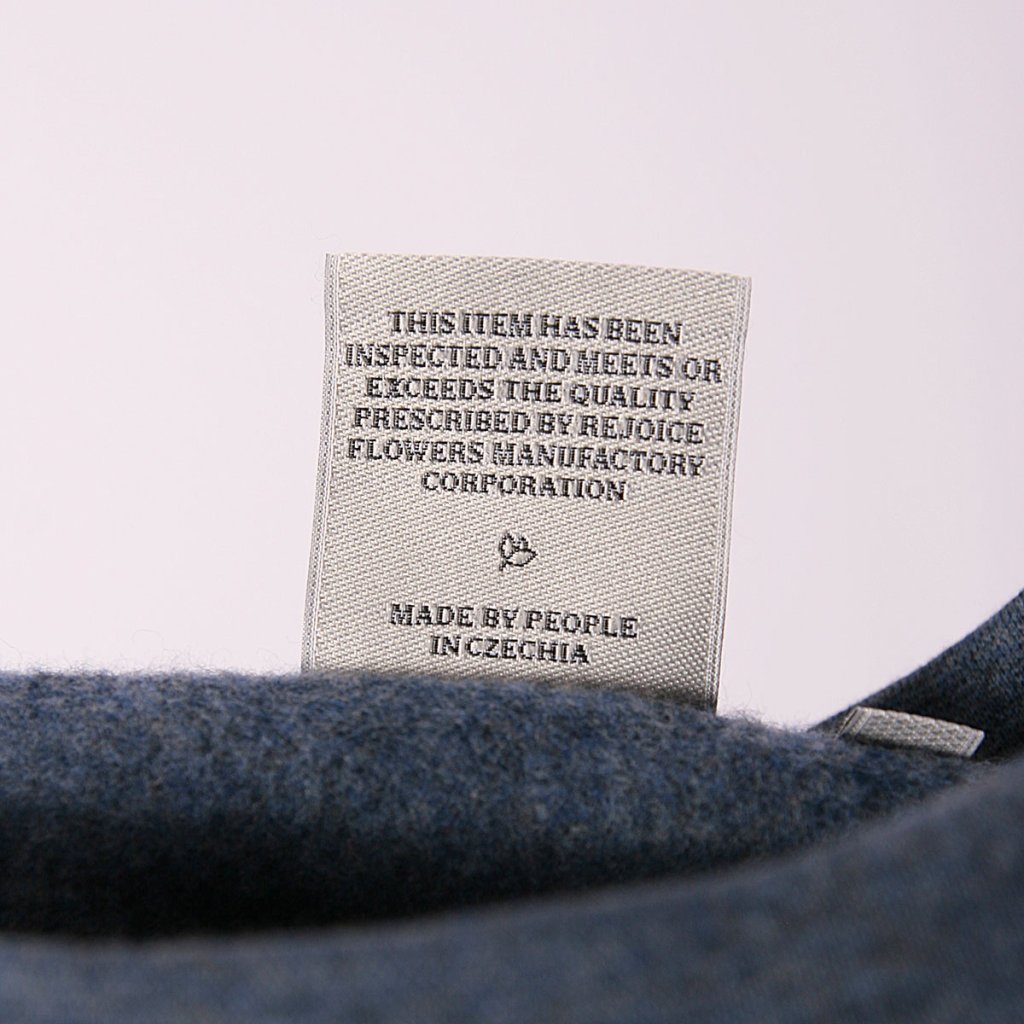 THIS ITEM HAS BEEN
INSPECTED AND MEETS OR
EXCEEDS THE QUALITY
PRESCRIBED BY REJOICE
FLOWERS MANUFACTORY
CORPORATION
MADE BY PEOPLE
IN CZECHIA